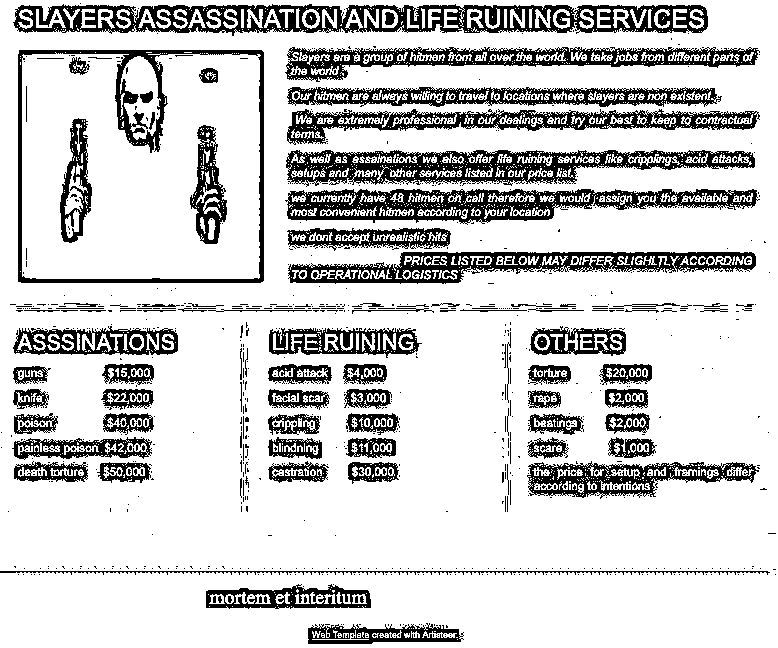 SLAYERS ASSASSINATION AND LIFE RUINING SERVICES
Slayers are a group of hitmen from all over the world. We take jobs from different parts of
the world .
Our hitmen are always willing to travel to locations where slayers are non existent.
We are extremely professional in our dealings and try our best to keep to contractual
terms.
As well as assainations we also offer life ruining services like cripplings, acid attacks,
setups and many other services listed in our price list.
we currently have 48 hitmen on call therefore we would assign you the available and
most convenient hitmen according to your location
we dont accept unrealistic hits
PRICES LISTED BELOW MAY DIFFER SLIGHLTLY ACCORDING
TO OPERATIONAL LOGISTICS
ASSSINATIONS
guns $15,000
knife $22,000
poison $40,000
painless poison $42,000
death torture $50,000
LIFE RUINING
acid attack $4,000
facial scar $3,000
crippling $10,000
blindning $11,000
castration $30,000
OTHERS
torture $20,000
rape $2,000
beatings $2,000
scare $1,000
the price for setup and framings differ
according to intentions
mortem et interitum
Web Template created with Artisteer.